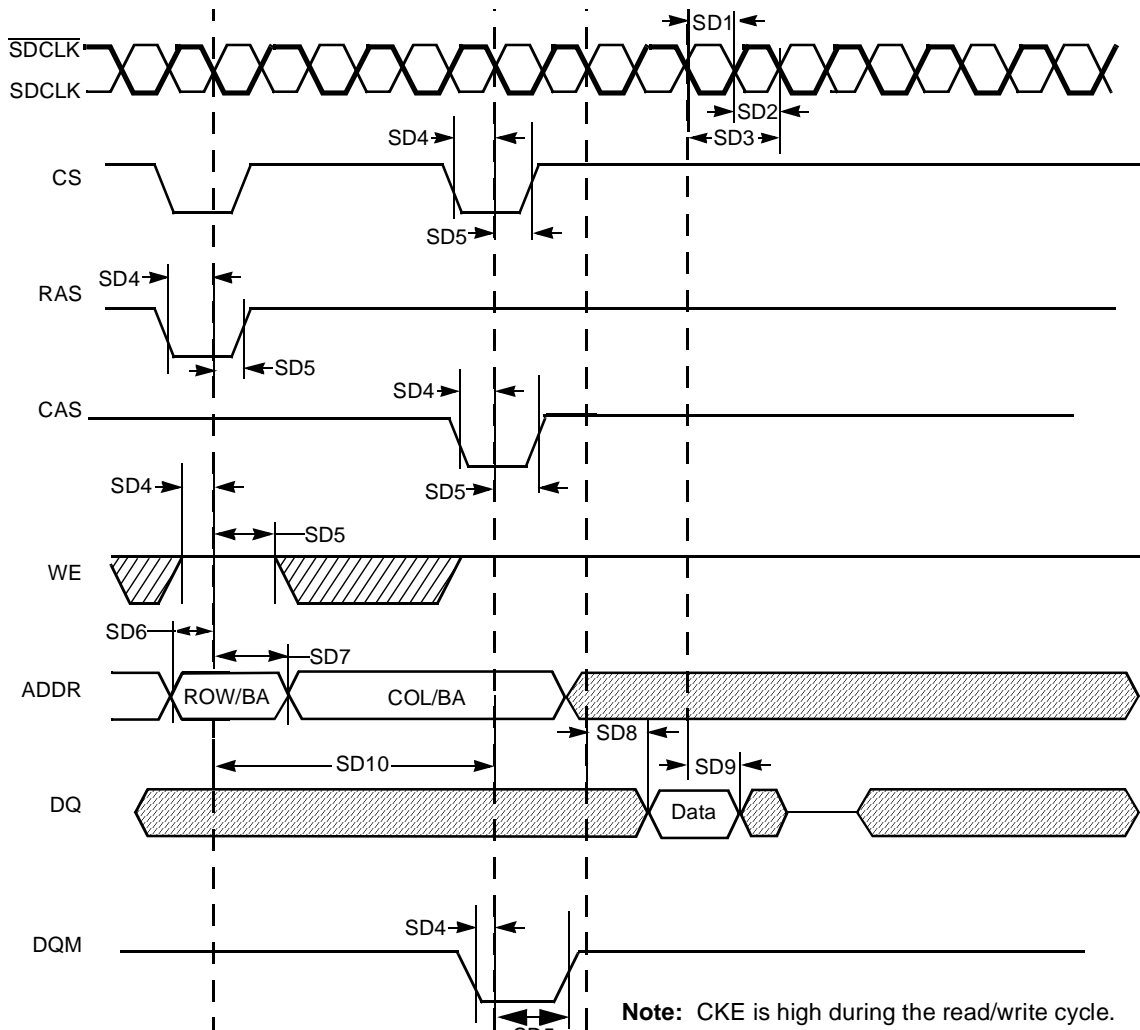 SD1
SDCLK
SDCLK
SD2
SD4
SD3
CS
SD5
SD4
RAS
SD5
SD4
CAS
SD4
SD5
SD5
WE
SD6
SD7
ADDR
ROW/BA
COL/BA
SD8
SD10
SD9
DQ
Data
SD4
DQM
Note: CKE is high during the read/write cycle.